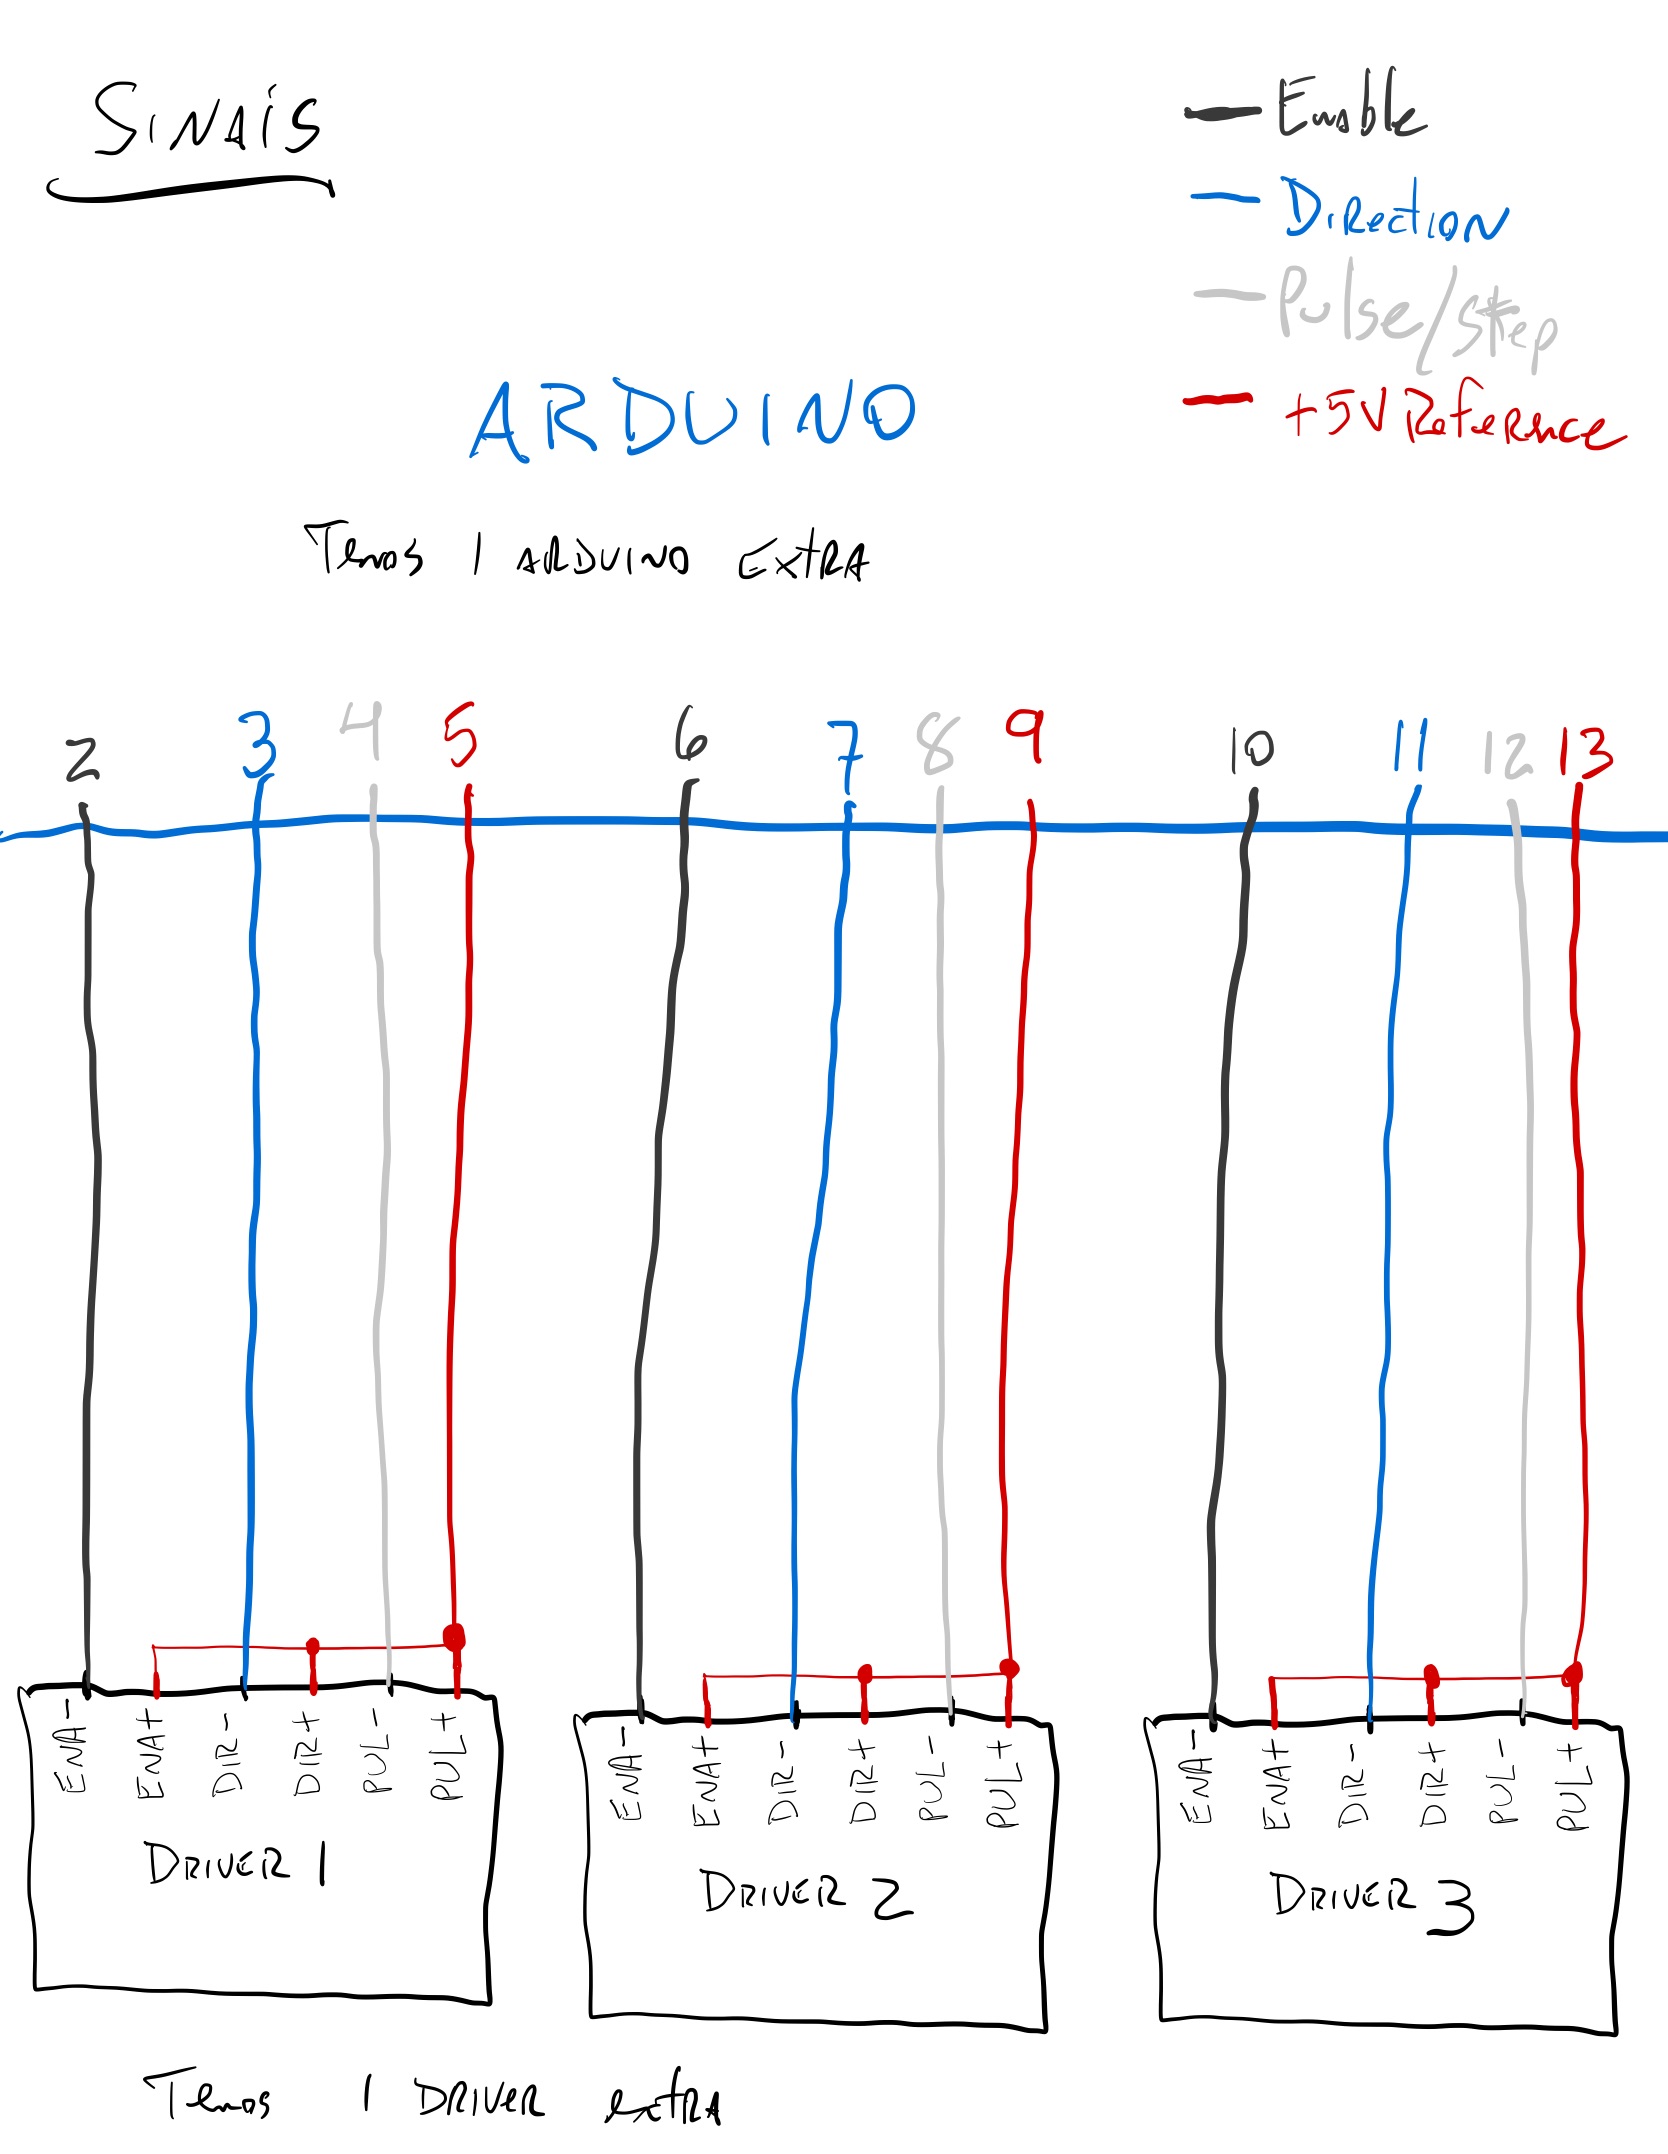 SINAIS
Enable
Direction
Pulse/Step
+5V Reference
ARDUINO
Temos 1 ARDUINO Extra
2 3 4 5 6 7 8 9 10 11 12 13
ENA- ENA+ DIR- DIR+ PUL- PUL+
DRIVER 1
ENA- ENA+ DIR- DIR+ PUL- PUL+
DRIVER 2
ENA- ENA+ DIR- DIR+ PUL- PUL+
DRIVER 3
Temos 1 DRIVER extRA